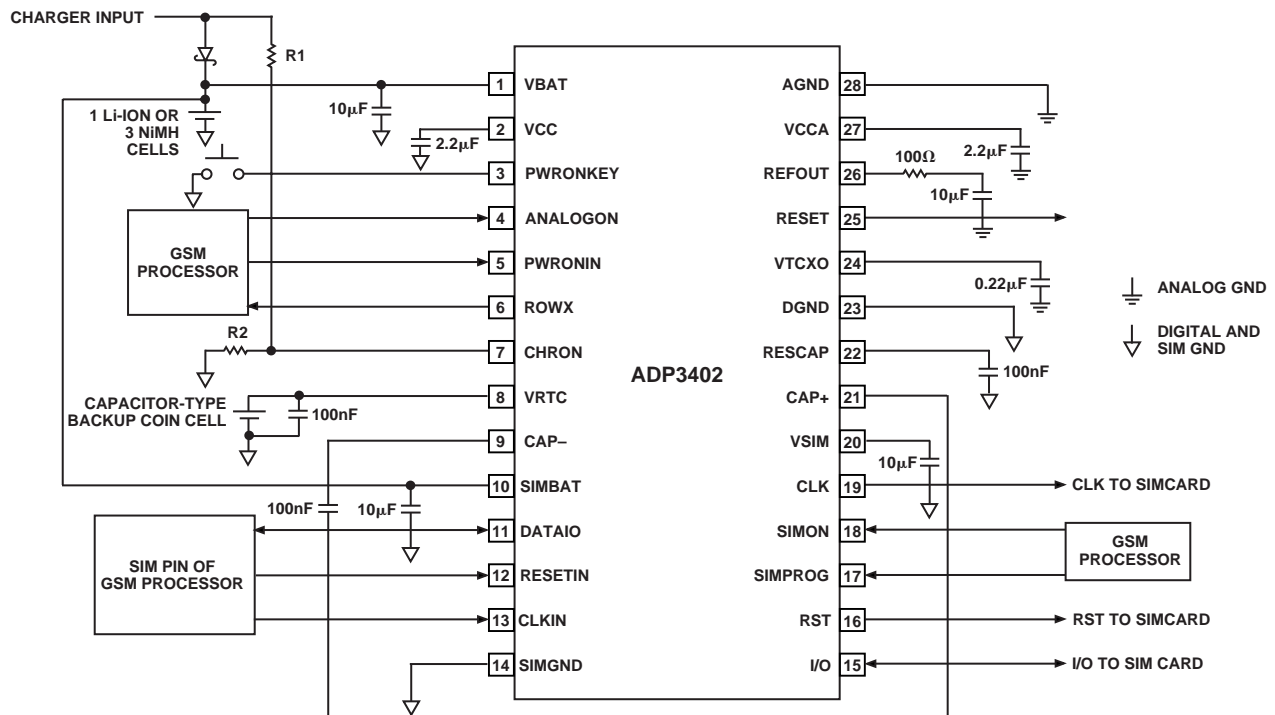 CHARGER INPUT
R1
1 Li-ION OR
3 NiMH
CELLS
10µF
2.2µF
GSM
PROCESSOR
R2
CAPACITOR-TYPE
BACKUP COIN CELL
100nF
100nF
10µF
SIM PIN OF
GSM PROCESSOR
1 VBAT
2 VCC
3 PWRONKEY
4 ANALOGON
5 PWRONIN
6 ROWX
7 CHRON
8 VRTC
9 CAP–
10 SIMBAT
11 DATAIO
12 RESETIN
13 CLKIN
14 SIMGND
ADP3402
AGND 28
VCCA 27
REFOUT 26
RESET 25
VTCXO 24
DGND 23
RESCAP 22
CAP+ 21
VSIM 20
CLK 19
SIMON 18
SIMPROG 17
RST 16
I/O 15
2.2µF
100Ω
10µF
0.22µF
100nF
10µF
ANALOG GND
DIGITAL AND
SIM GND
CLK TO SIMCARD
GSM
PROCESSOR
RST TO SIMCARD
I/O TO SIM CARD